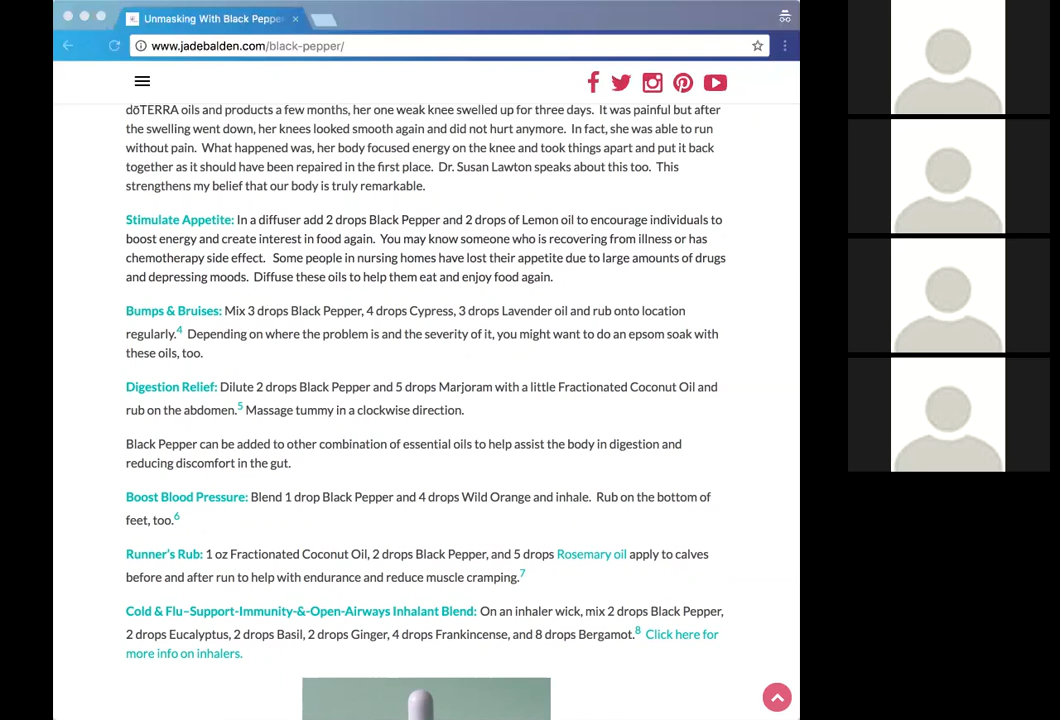 Unmasking With Black Peppe
www.jadebalden.com/black-pepper/
dōTERRA oils and products a few months, her one weak knee swelled up for three days. It was painful but after
the swelling went down, her knees looked smooth again and did not hurt anymore. In fact, she was able to run
without pain. What happened was, her body focused energy on the knee and took things apart and put it back
together as it should have been repaired in the first place. Dr. Susan Lawton speaks about this too. This
strengthens my belief that our body is truly remarkable.
Stimulate Appetite: In a diffuser add 2 drops Black Pepper and 2 drops of Lemon oil to encourage individuals to
boost energy and create interest in food again. You may know someone who is recovering from illness or has
chemotherapy side effect. Some people in nursing homes have lost their appetite due to large amounts of drugs
and depressing moods. Diffuse these oils to help them eat and enjoy food again.
Bumps & Bruises: Mix 3 drops Black Pepper, 4 drops Cypress, 3 drops Lavender oil and rub onto location
regularly.4 Depending on where the problem is and the severity of it, you might want to do an epsom soak with
these oils, too.
Digestion Relief: Dilute 2 drops Black Pepper and 5 drops Marjoram with a little Fractionated Coconut Oil and
rub on the abdomen.5 Massage tummy in a clockwise direction.
Black Pepper can be added to other combination of essential oils to help assist the body in digestion and
reducing discomfort in the gut.
Boost Blood Pressure: Blend 1 drop Black Pepper and 4 drops Wild Orange and inhale. Rub on the bottom of
feet, too.6
Runner's Rub: 1 oz Fractionated Coconut Oil, 2 drops Black Pepper, and 5 drops Rosemary oil apply to calves
before and after run to help with endurance and reduce muscle cramping.7
Cold & Flu–Support-Immunity-&-Open-Airways Inhalant Blend: On an inhaler wick, mix 2 drops Black Pepper,
2 drops Eucalyptus, 2 drops Basil, 2 drops Ginger, 4 drops Frankincense, and 8 drops Bergamot.8 Click here for
more info on inhalers.